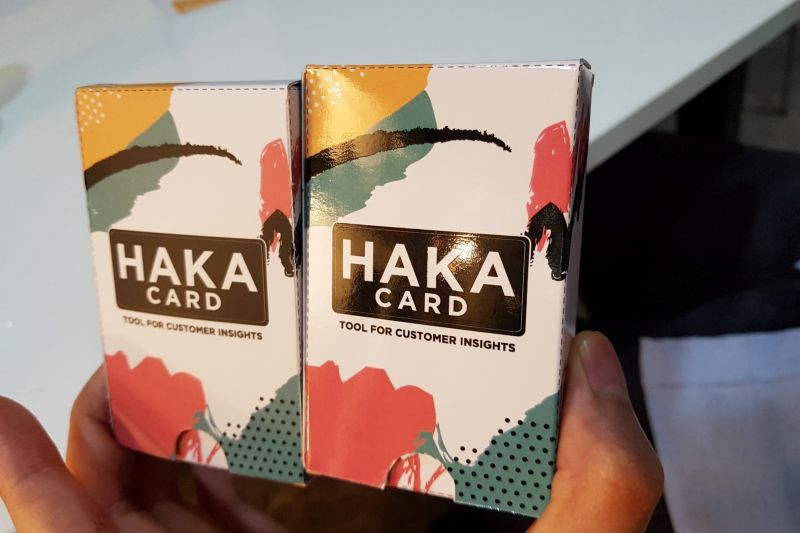 HAKA
CARD
TOOL FOR CUSTOMER INSIGHTS
HAKA
CARD
TOOL FOR CUSTOMER INSIGHTS